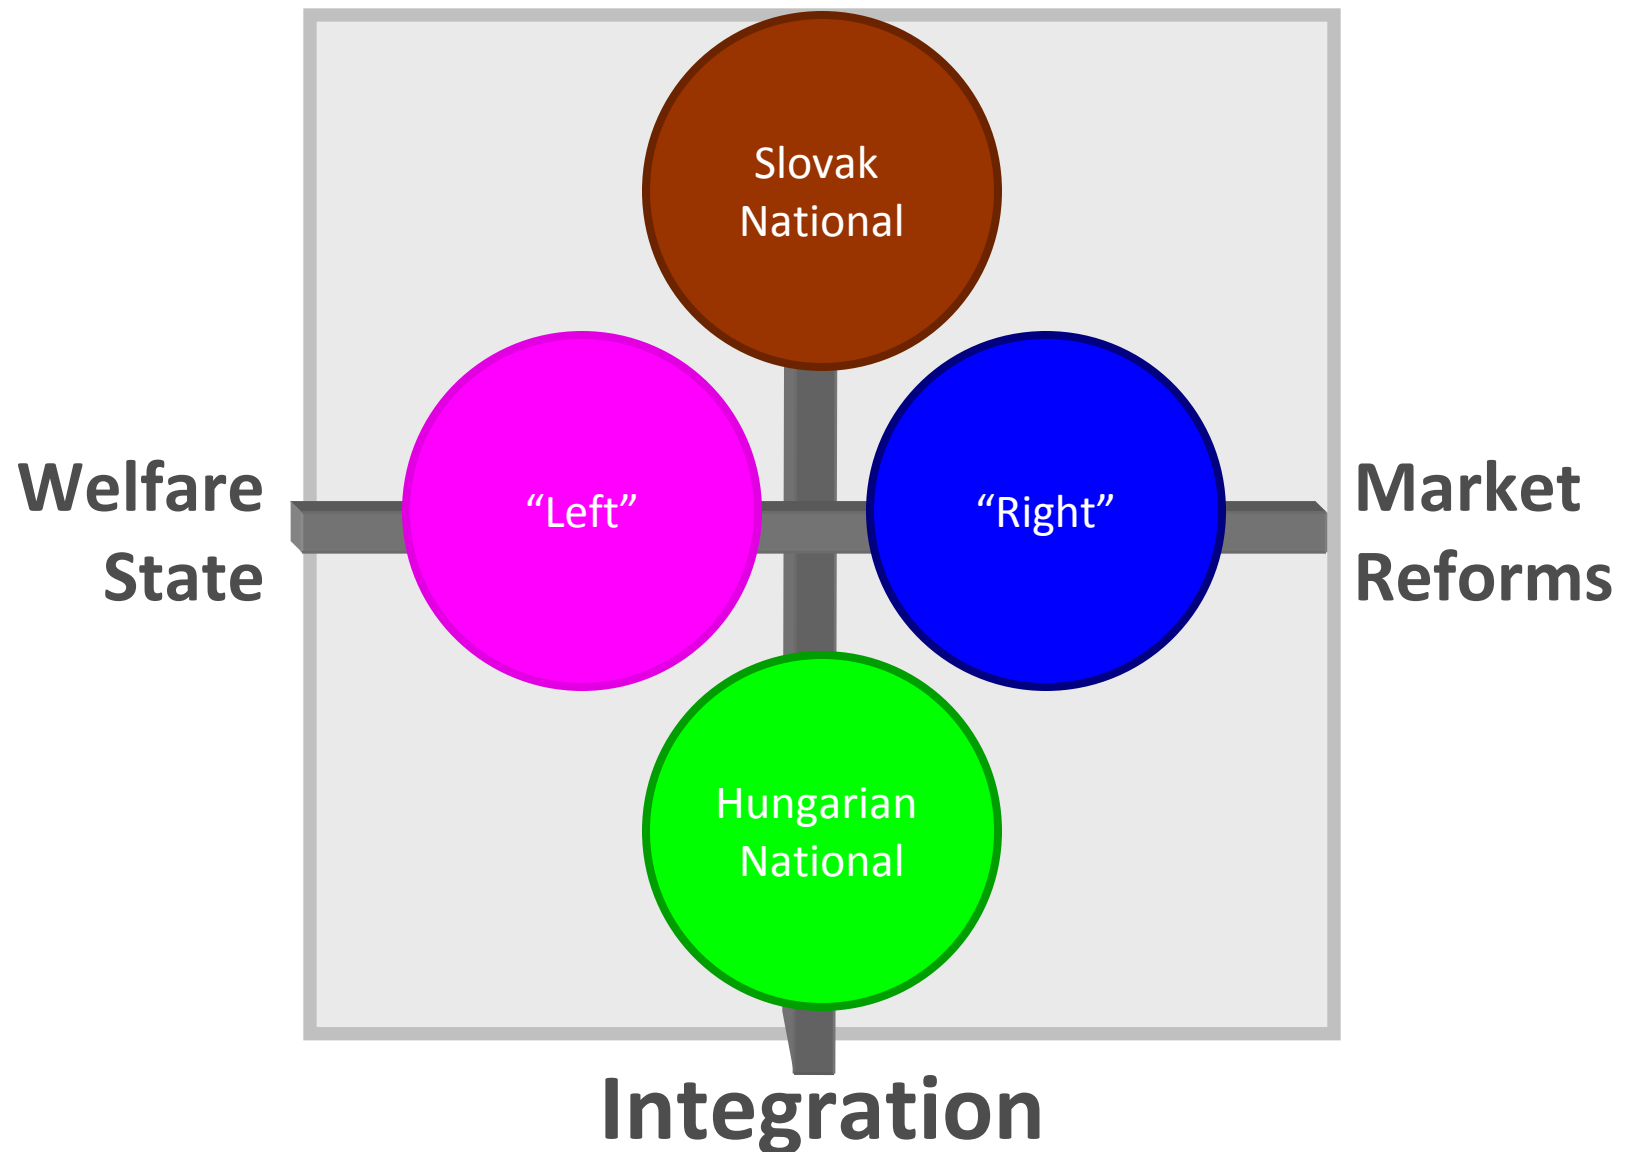 Slovak
National
Welfare
State
“Left”
“Right”
Market
Reforms
Hungarian
National
Integration